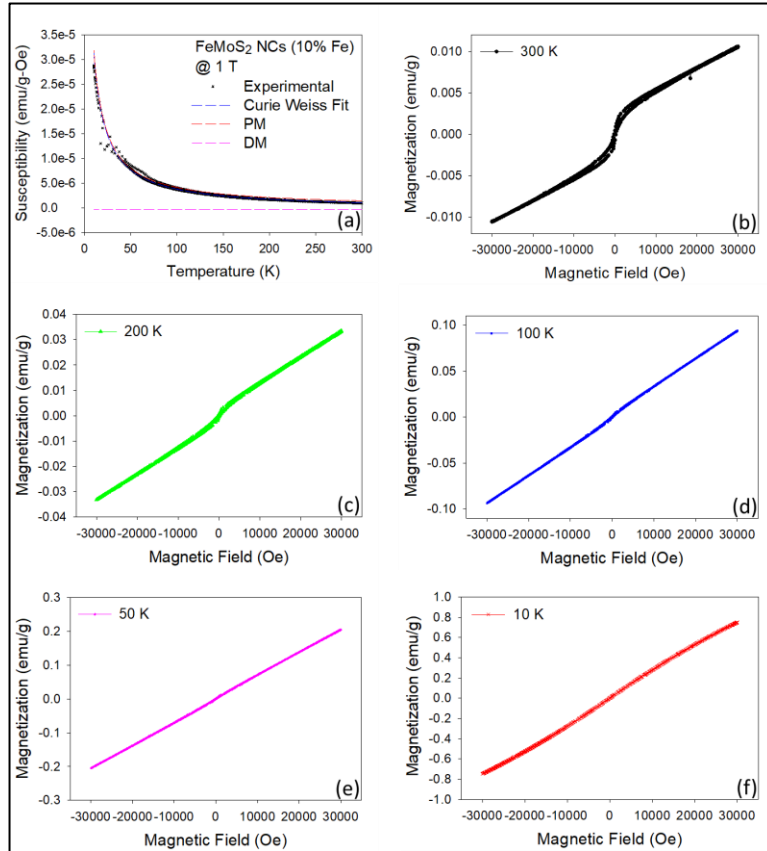 3.5e-5
3.0e-5
2.5e-5
2.0e-5
1.5e-5
1.0e-5
5.0e-6
0.0
-5.0e-6
Susceptibility (emu/g-Oe)
FeMoS₂ NCs (10% Fe)
@ 1 T
Experimental
Curie Weiss Fit
PM
DM
(a)
0 50 100 150 200 250 300
Temperature (K)
0.010
0.005
0.000
-0.005
-0.010
Magnetization (emu/g)
300 K
(b)
-30000 -20000 -10000 0 10000 20000 30000
Magnetic Field (Oe)
0.04
0.03
0.02
0.01
0.00
-0.01
-0.02
-0.03
-0.04
Magnetization (emu/g)
200 K
(c)
-30000 -20000 -10000 0 10000 20000 30000
Magnetic Field (Oe)
0.10
0.05
0.00
-0.05
-0.10
Magnetization (emu/g)
100 K
(d)
-30000 -20000 -10000 0 10000 20000 30000
Magnetic Field (Oe)
0.3
0.2
0.1
0.0
-0.1
-0.2
-0.3
Magnetization (emu/g)
50 K
(e)
-30000 -20000 -10000 0 10000 20000 30000
Magnetic Field (Oe)
1.0
0.8
0.6
0.4
0.2
0.0
-0.2
-0.4
-0.6
-0.8
-1.0
Magnetization (emu/g)
10 K
(f)
-30000 -20000 -10000 0 10000 20000 30000
Magnetic Field (Oe)